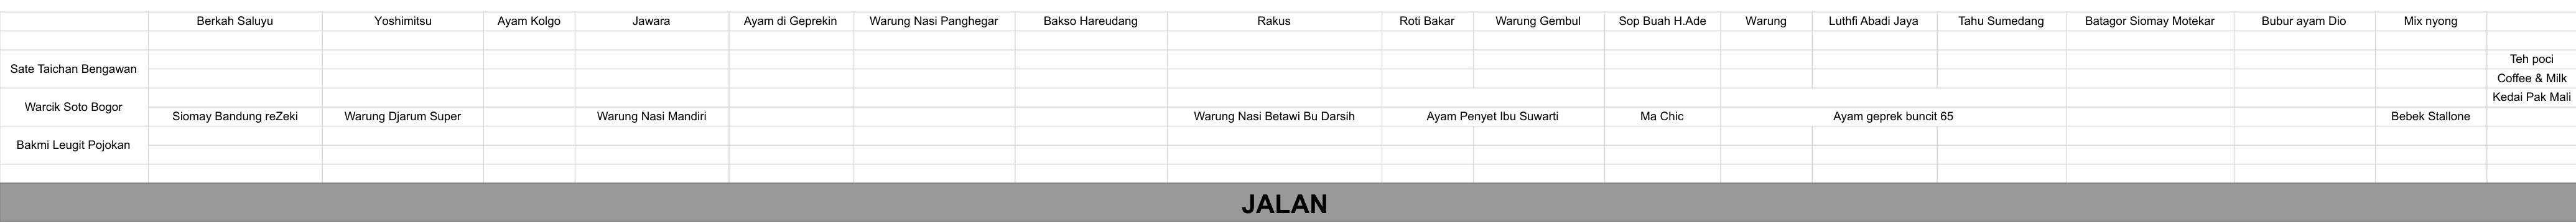 Berkah Saluyu Yoshimitsu Ayam Kolgo Jawara Ayam di Geprekin Warung Nasi Panghegar Bakso Hareudang Rakus Roti Bakar Warung Gembul Sop Buah H.Ade Warung Luthfi Abadi Jaya Tahu Sumedang Batagor Siomay Motekar Bubur ayam Dio Mix nyong
Teh poci
Sate Taichan Bengawan
Coffee & Milk
Kedai Pak Mali
Warcik Soto Bogor
Siomay Bandung reZeki Warung Djarum Super Warung Nasi Mandiri Warung Nasi Betawi Bu Darsih Ayam Penyet Ibu Suwarti Ma Chic Ayam geprek buncit 65 Bebek Stallone
Bakmi Leugit Pojokan
JALAN